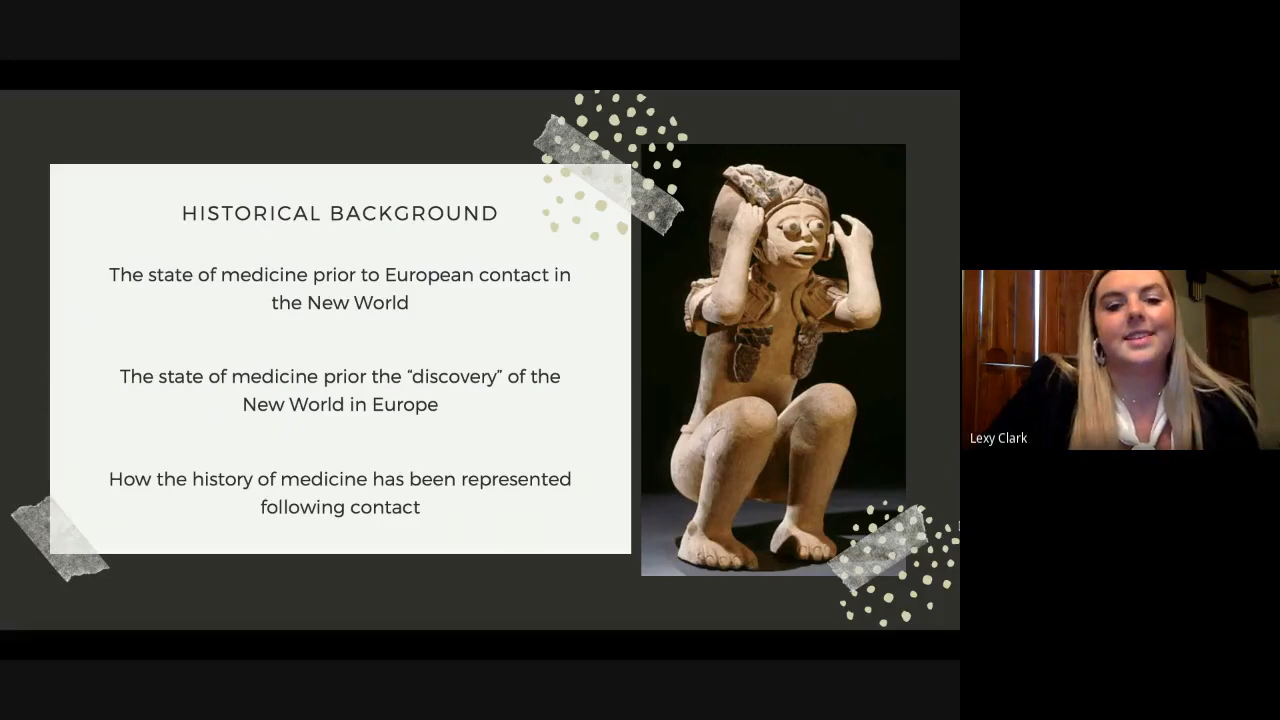 HISTORICAL BACKGROUND
The state of medicine prior to European contact in
the New World
The state of medicine prior the “discovery” of the
New World in Europe
How the history of medicine has been represented
following contact
Lexy Clark